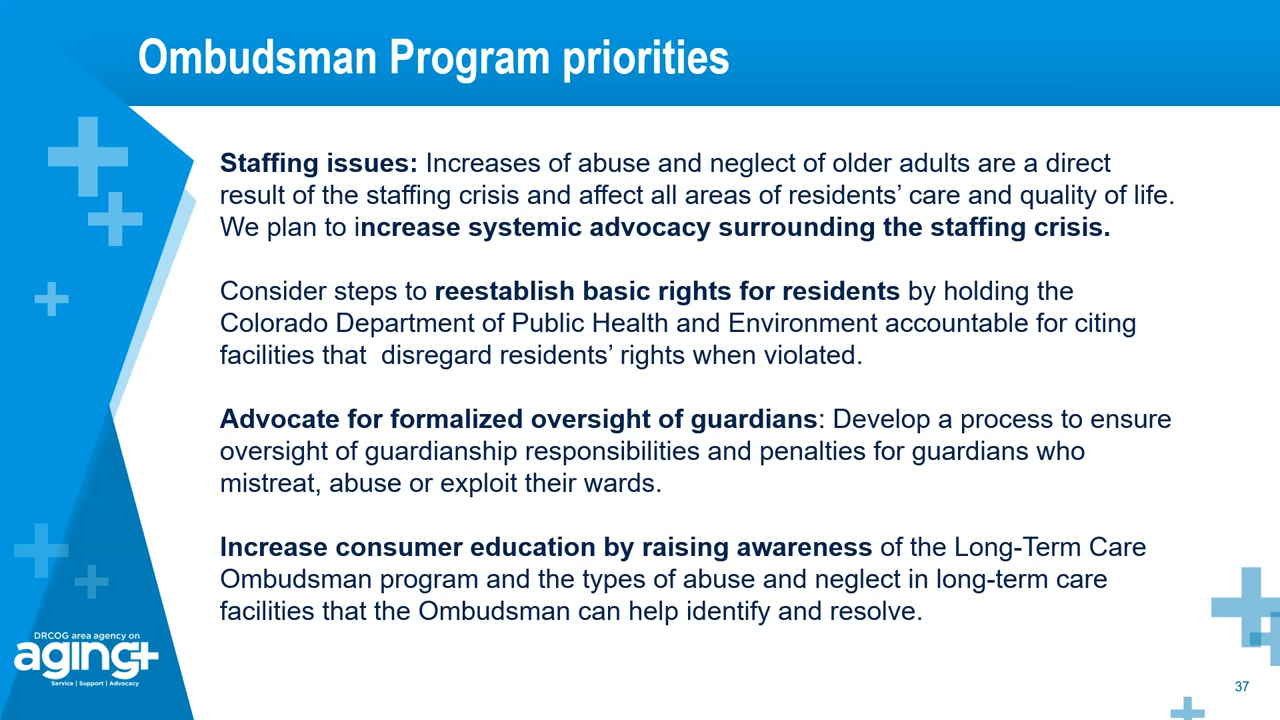 Ombudsman Program priorities
Staffing issues: Increases of abuse and neglect of older adults are a direct
result of the staffing crisis and affect all areas of residents’ care and quality of life.
We plan to increase systemic advocacy surrounding the staffing crisis.
Consider steps to reestablish basic rights for residents by holding the
Colorado Department of Public Health and Environment accountable for citing
facilities that  disregard residents’ rights when violated.
Advocate for formalized oversight of guardians: Develop a process to ensure
oversight of guardianship responsibilities and penalties for guardians who
mistreat, abuse or exploit their wards.
Increase consumer education by raising awareness of the Long-Term Care
Ombudsman program and the types of abuse and neglect in long-term care
facilities that the Ombudsman can help identify and resolve.
DRCOG area agency on
aging+
Service | Support | Advocacy
37